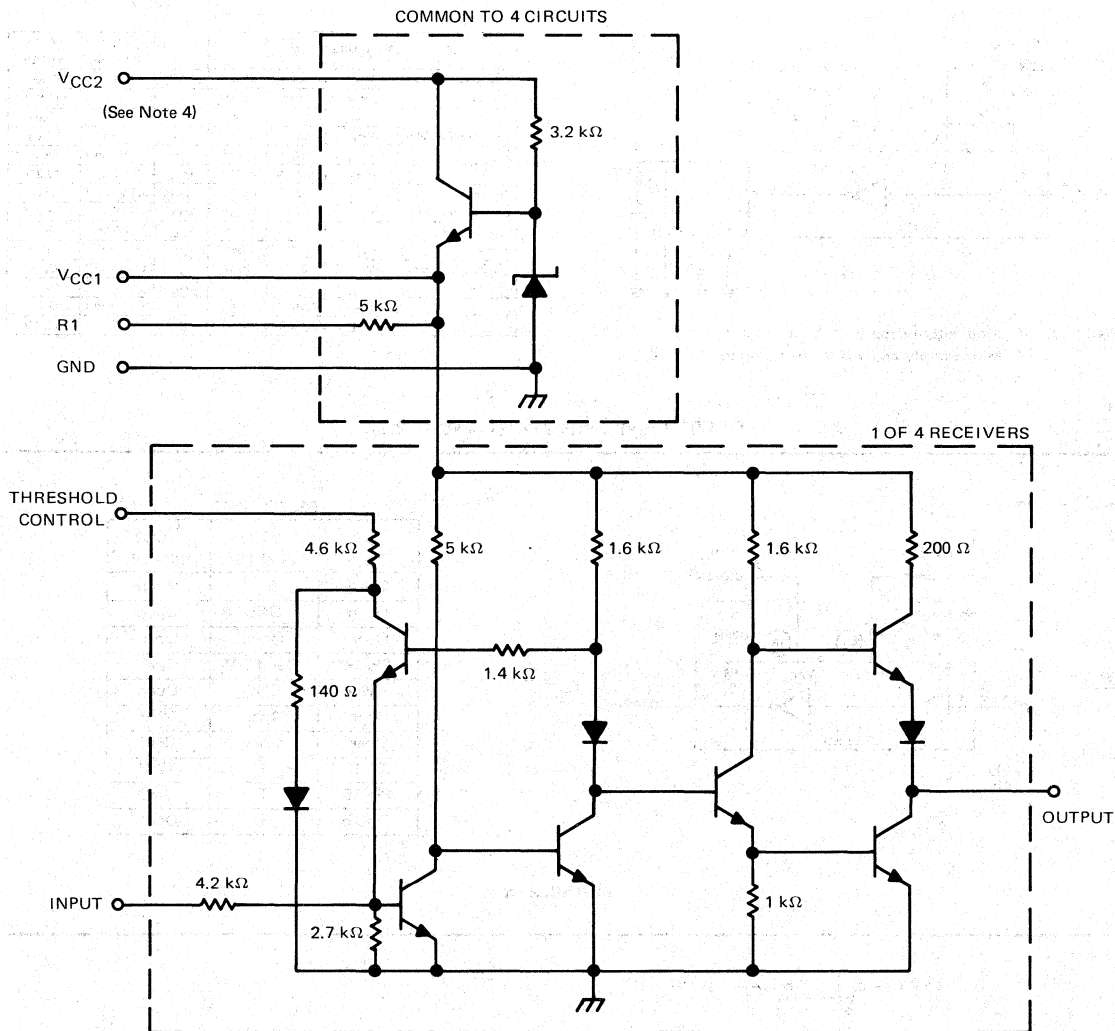 COMMON TO 4 CIRCUITS
VCC2
(See Note 4)
3.2 kΩ
VCC1
5 kΩ
R1
GND
1 OF 4 RECEIVERS
THRESHOLD
CONTROL
4.6 kΩ
5 kΩ
1.6 kΩ
1.6 kΩ
200 Ω
1.4 kΩ
140 Ω
OUTPUT
4.2 kΩ
INPUT
2.7 kΩ
1 kΩ